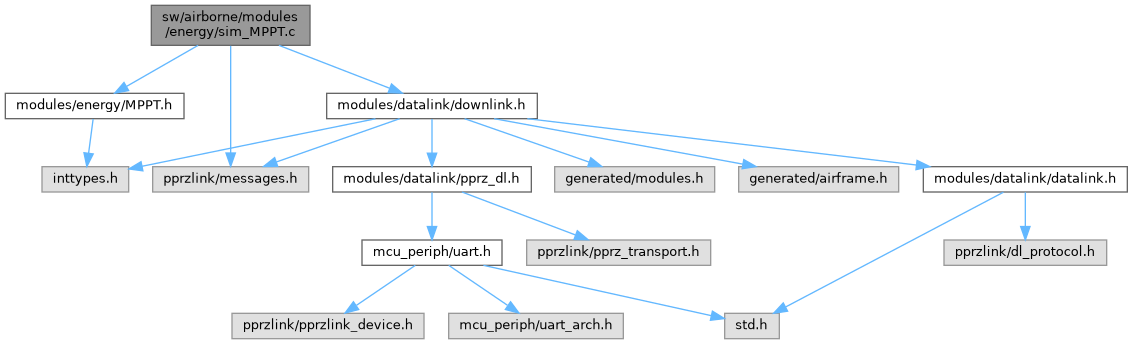 sw/airborne/modules
/energy/sim_MPPT.c
modules/energy/MPPT.h
modules/datalink/downlink.h
inttypes.h
pprzlink/messages.h
modules/datalink/pprz_dl.h
generated/modules.h
generated/airframe.h
modules/datalink/datalink.h
mcu_periph/uart.h
pprzlink/pprz_transport.h
pprzlink/dl_protocol.h
pprzlink/pprzlink_device.h
mcu_periph/uart_arch.h
std.h